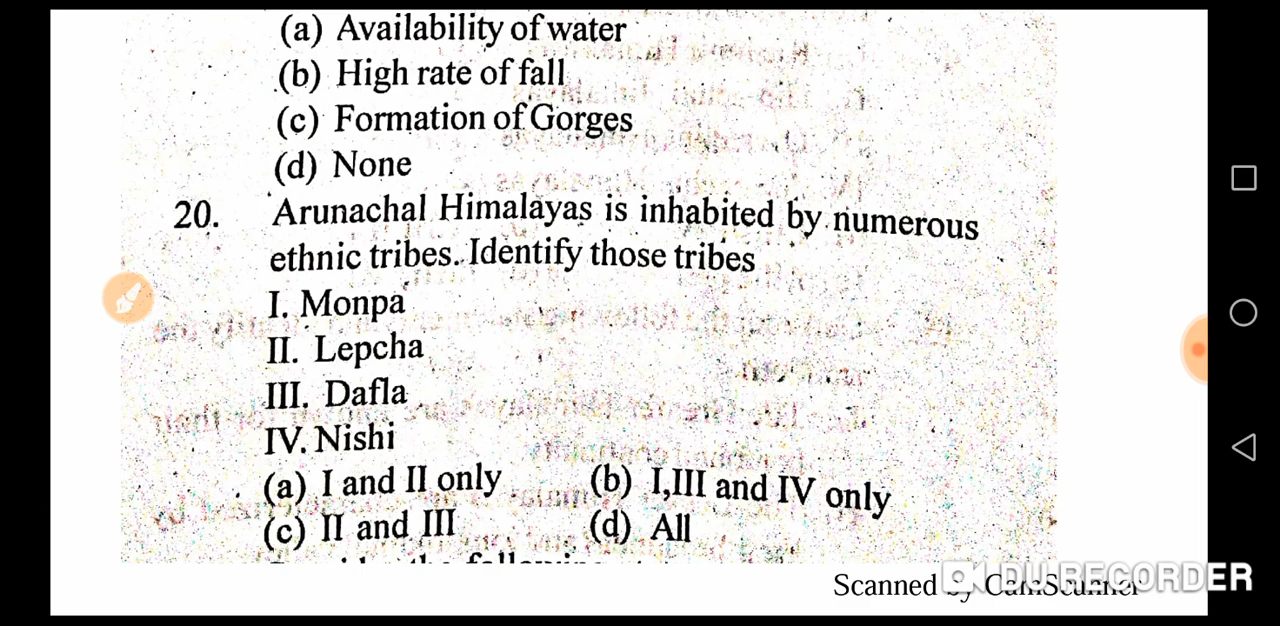 (a) Availability of water
(b) High rate of fall
(c) Formation of Gorges
(d) None
20. Arunachal Himalayas is inhabited by numerous
ethnic tribes. Identify those tribes
I. Monpa
II. Lepcha
III. Dafla
IV. Nishi
(a) I and II only (b) I,III and IV only
(c) II and III (d) All
Scanned by CamScanner
DU RECORDER